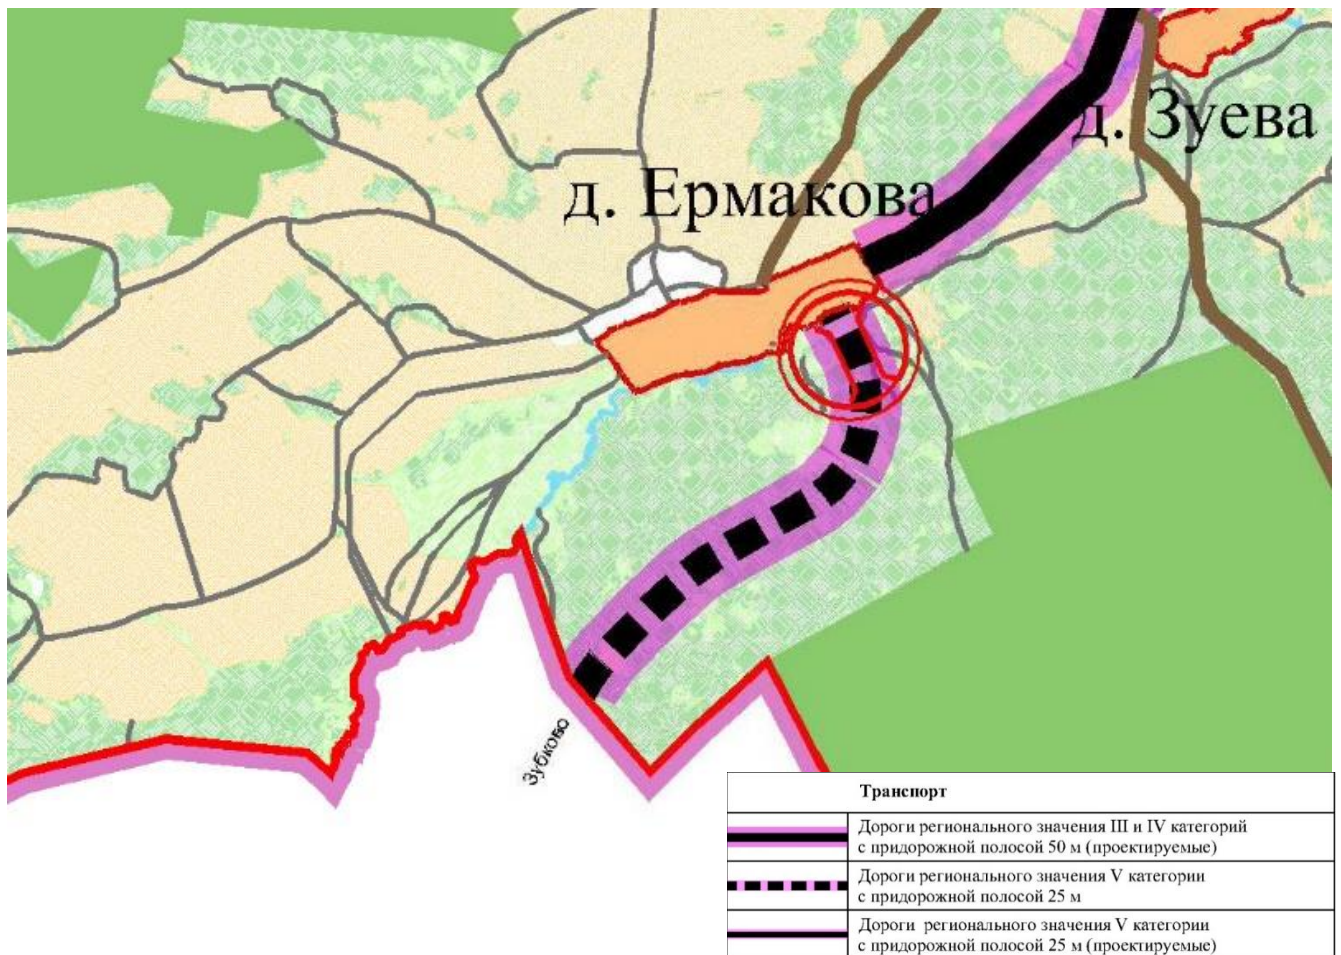 д. Зуева
д. Ермакова
Зубково
Транспорт
Дороги регионального значения III и IV категорий
с придорожной полосой 50 м (проектируемые)
Дороги регионального значения V категории
с придорожной полосой 25 м
Дороги регионального значения V категории
с придорожной полосой 25 м (проектируемые)